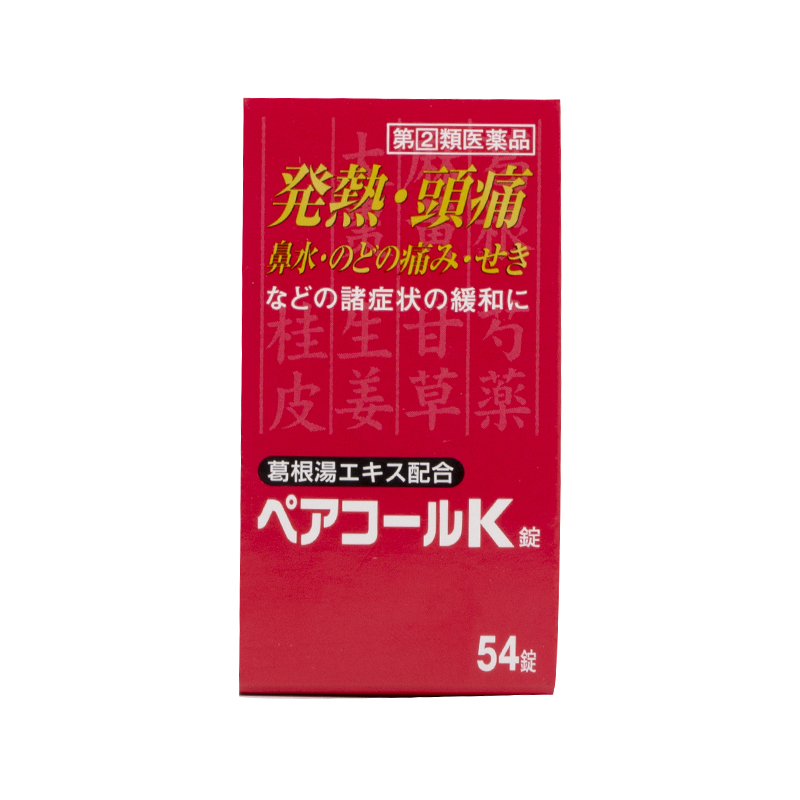 第②類医薬品
発熱・頭痛
鼻水・のどの痛み・せき
などの諸症状の緩和に
桂生甘芍
皮姜草薬
葛根湯エキス配合
ペアコールK錠
54錠